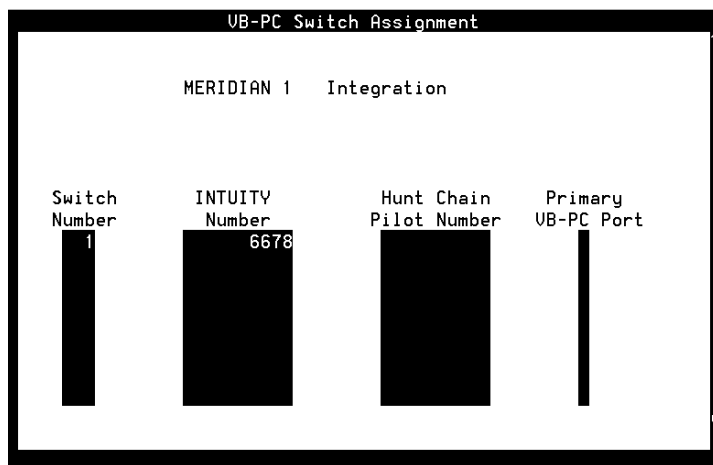 VB-PC Switch Assignment
MERIDIAN 1 Integration
Switch INTUITY Hunt Chain Primary
Number Number Pilot Number VB-PC Port
1 6678